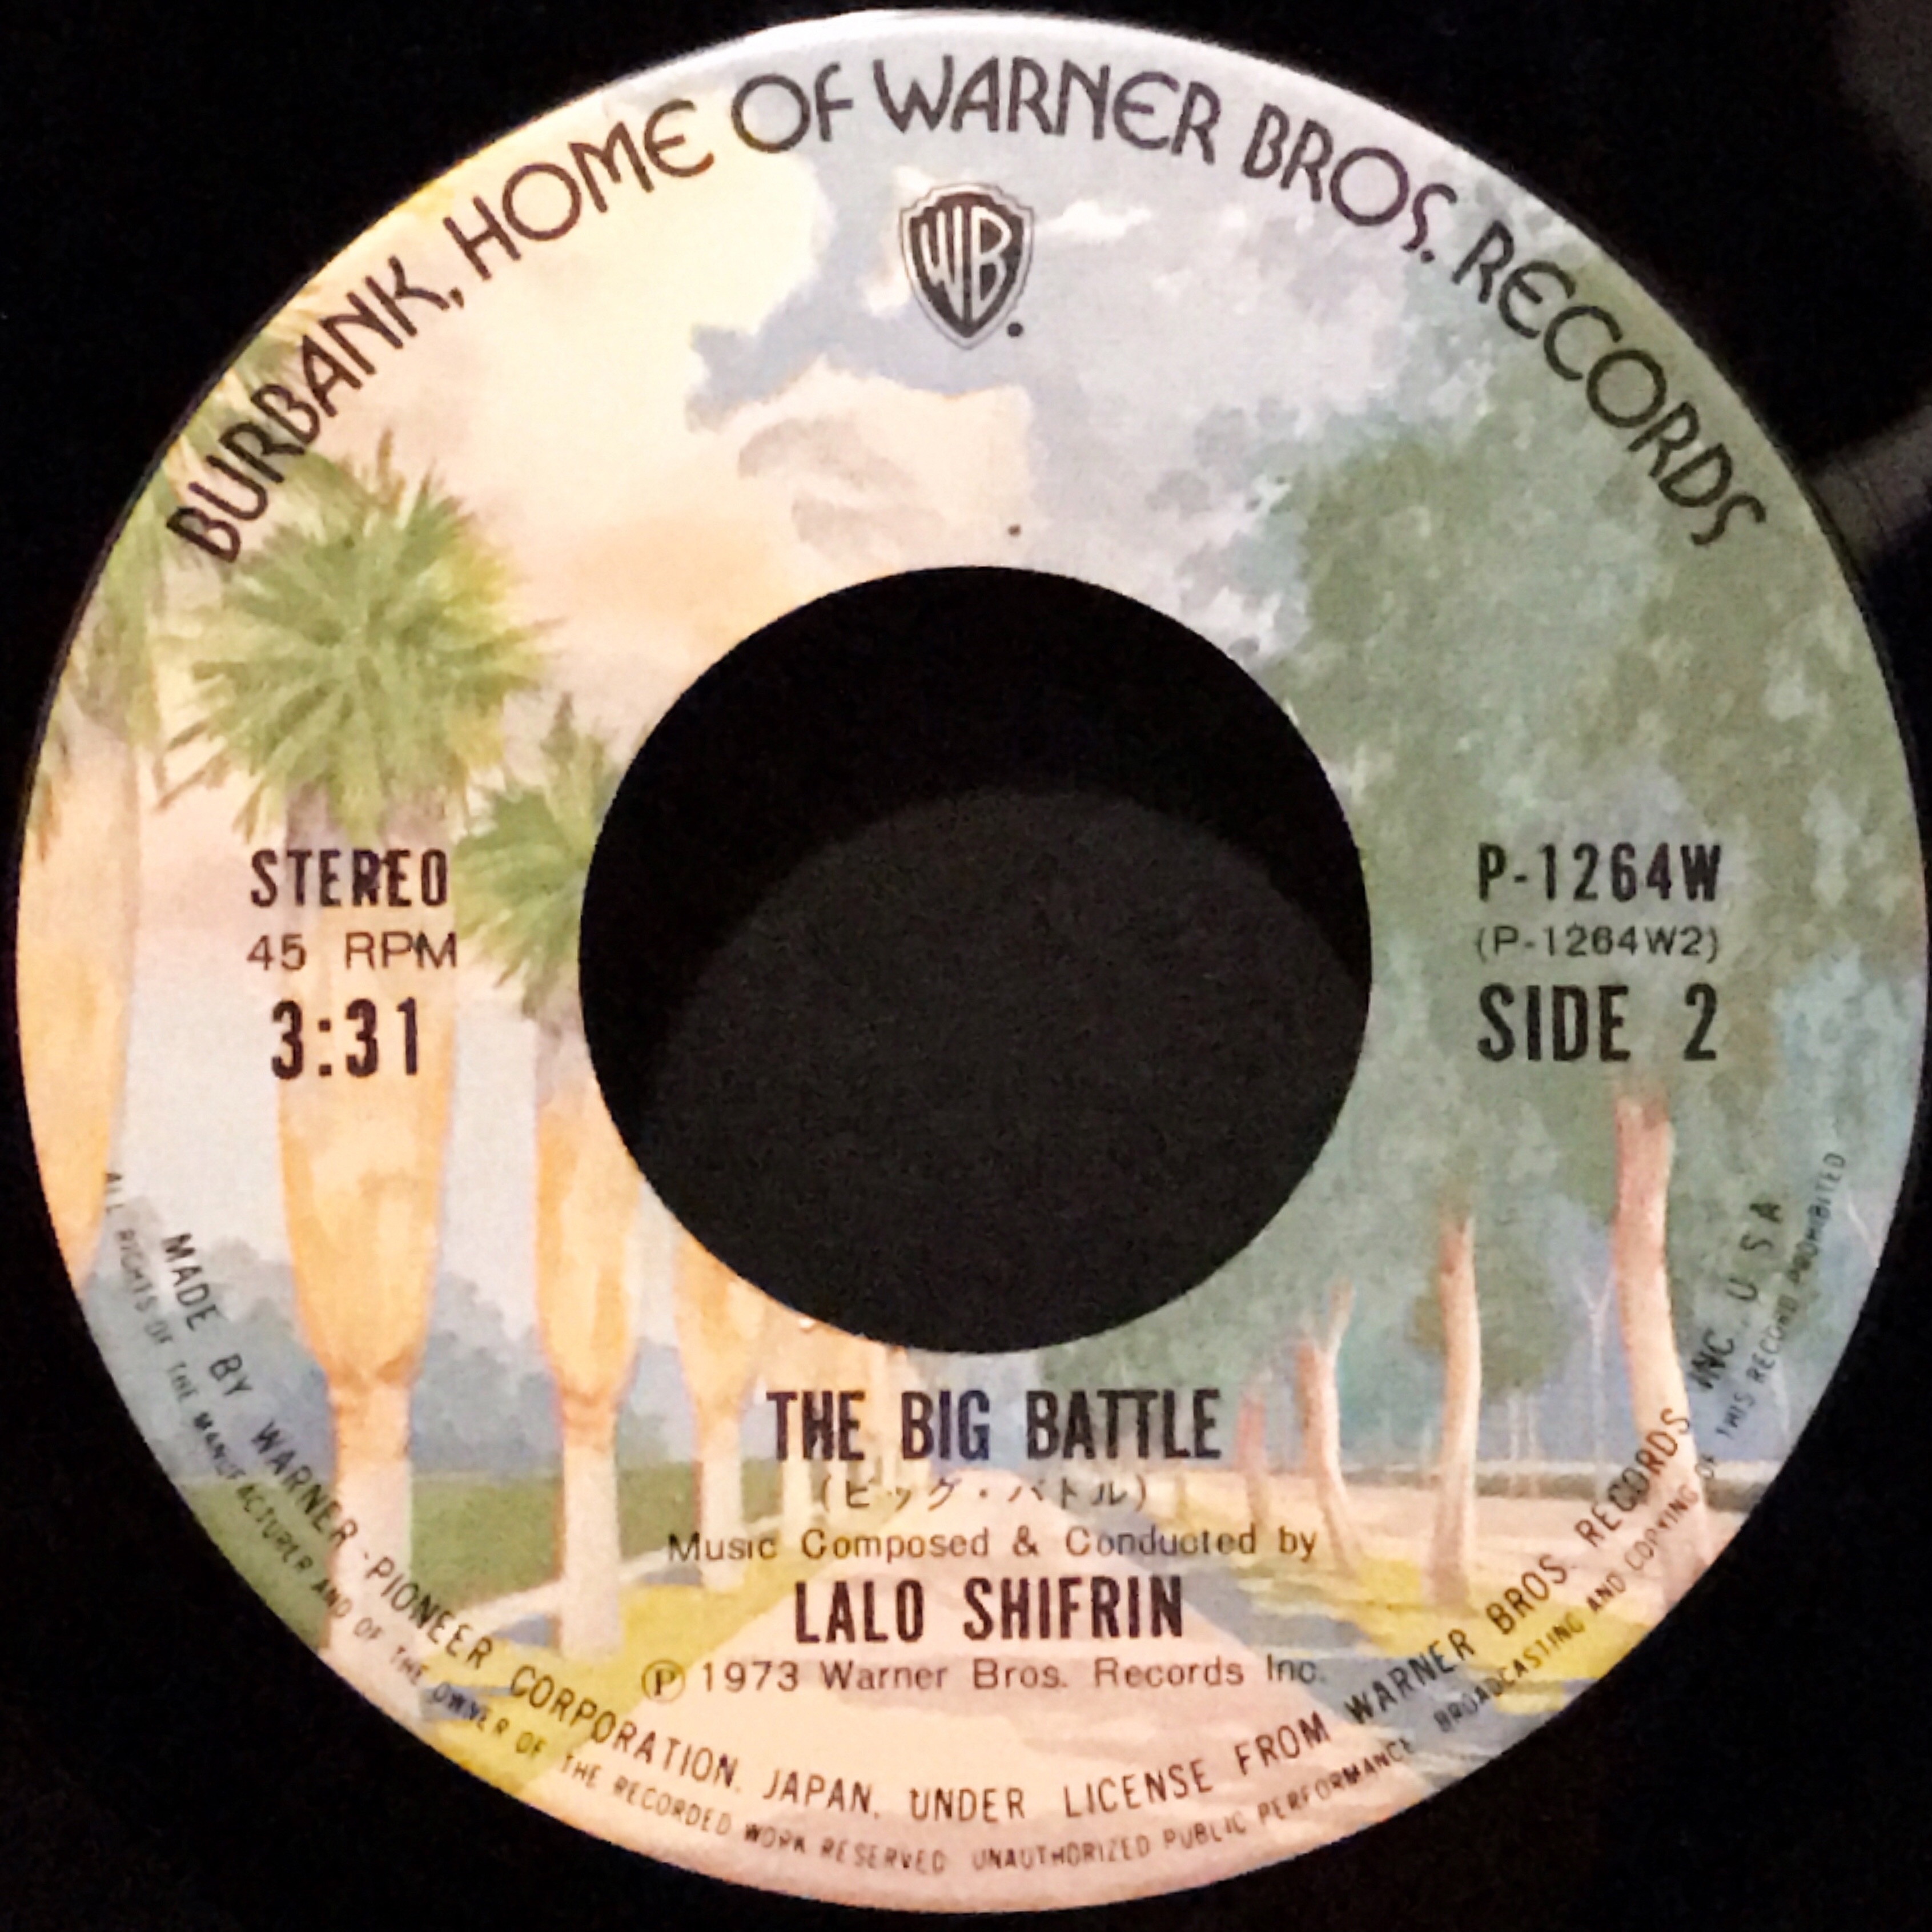 BURBANK, HOME OF WARNER BROS. RECORDS
WB
STEREO
45 RPM
3:31
P-1264W
(P-1264W2)
SIDE 2
THE BIG BATTLE
(ビッグ・バトル)
Music Composed & Conducted by
LALO SHIFRIN
Ⓟ 1973 Warner Bros. Records Inc.
MADE BY WARNER-PIONEER CORPORATION, JAPAN, UNDER LICENSE FROM WARNER BROS. RECORDS INC. U S A
ALL RIGHTS OF THE MANUFACTURER AND OF THE OWNER OF THE RECORDED WORK RESERVED UNAUTHORIZED PUBLIC PERFORMANCE BROADCASTING AND COPYING OF THIS RECORD PROHIBITED